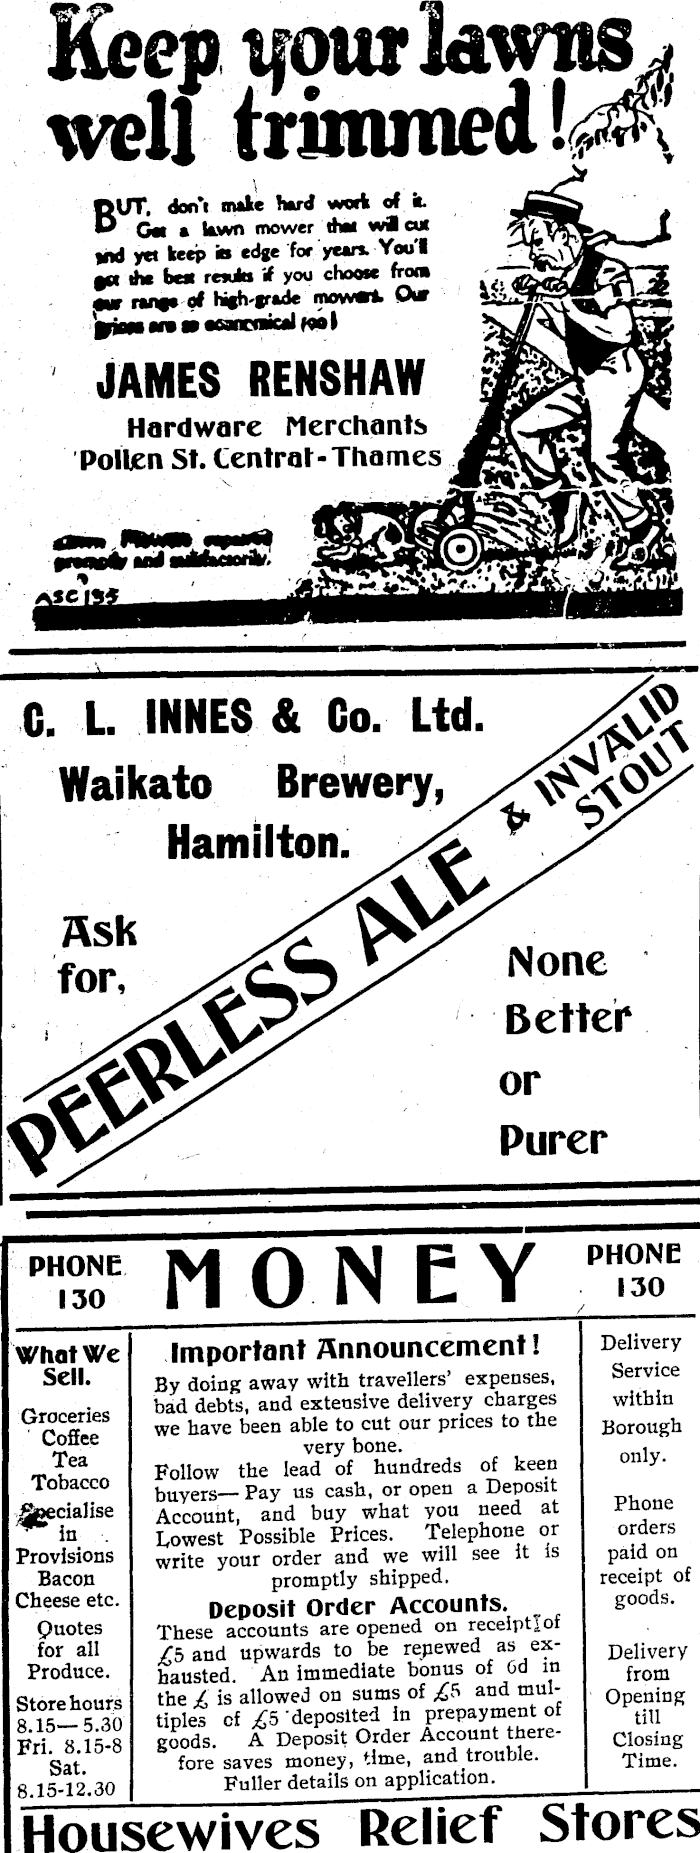 Keep your lawns
well trimmed!
BUT, don't make hard work of it.
Get a lawn mower that will cut
and yet keep its edge for years. You'll
get the best results if you choose from
our range of high-grade mowers. Our
prices are so economical too!
JAMES RENSHAW
Hardware Merchants
Pollen St. Central-Thames
Lawn Mowers repaired
promptly and satisfactorily.
ASC 135
C. L. INNES & Co. Ltd.
Waikato Brewery,
Hamilton.
Ask
for,
PEERLESS ALE & INVALID
STOUT
None
Better
or
Purer
PHONE
130
MONEY
PHONE
130
What We
Sell.
Groceries
Coffee
Tea
Tobacco
Specialise
in
Provisions
Bacon
Cheese etc.
Quotes
for all
Produce.
Store hours
8.15—5.30
Fri. 8.15-8
Sat.
8.15-12.30
Important Announcement!
By doing away with travellers' expenses,
bad debts, and extensive delivery charges
we have been able to cut our prices to the
very bone.
Follow the lead of hundreds of keen
buyers—Pay us cash, or open a Deposit
Account, and buy what you need at
Lowest Possible Prices. Telephone or
write your order and we will see it is
promptly shipped.
Deposit Order Accounts.
These accounts are opened on receipt of
£5 and upwards to be renewed as ex-
hausted. An immediate bonus of 6d in
the £ is allowed on sums of £5 and mul-
tiples of £5 deposited in prepayment of
goods. A Deposit Order Account there-
fore saves money, time, and trouble.
Fuller details on application.
Delivery
Service
within
Borough
only.
Phone
orders
paid on
receipt of
goods.
Delivery
from
Opening
till
Closing
Time.
Housewives Relief Stores